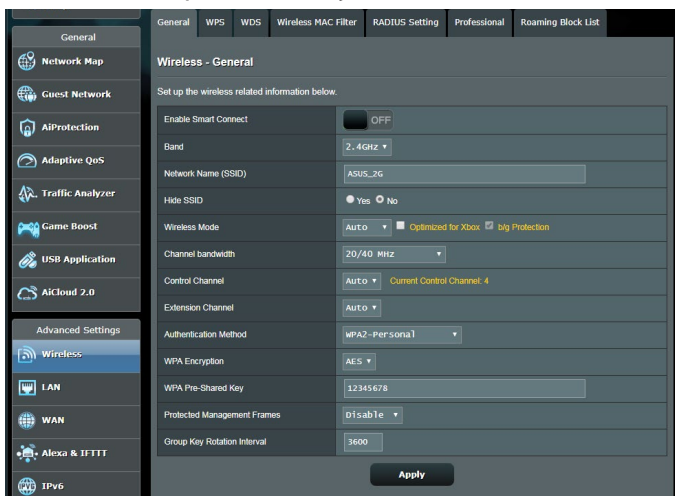 General WPS WDS Wireless MAC Filter RADIUS Setting Professional Roaming Block List
General
Network Map
Guest Network
AiProtection
Adaptive QoS
Traffic Analyzer
Game Boost
USB Application
AiCloud 2.0
Advanced Settings
Wireless
LAN
WAN
Alexa & IFTTT
IPv6
Wireless - General
Set up the wireless related information below.
Enable Smart Connect OFF
Band 2.4GHz
Network Name (SSID) ASUS_2G
Hide SSID Yes No
Wireless Mode Auto Optimized for Xbox b/g Protection
Channel bandwidth 20/40 MHz
Control Channel Auto Current Control Channel: 4
Extension Channel Auto
Authentication Method WPA2-Personal
WPA Encryption AES
WPA Pre-Shared Key 12345678
Protected Management Frames Disable
Group Key Rotation Interval 3600
Apply